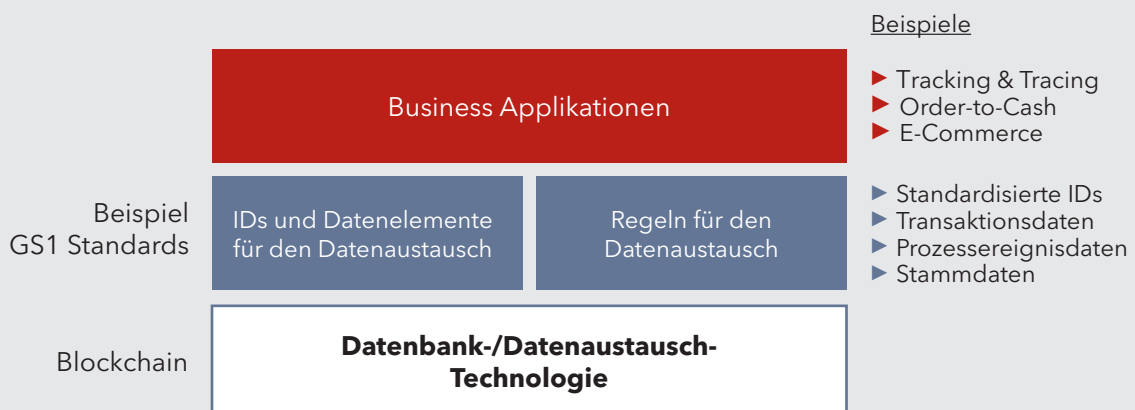 Beispiele
Business Applikationen
► Tracking & Tracing
► Order-to-Cash
► E-Commerce
Beispiel
GS1 Standards
IDs und Datenelemente
für den Datenaustausch
Regeln für den
Datenaustausch
► Standardisierte IDs
► Transaktionsdaten
► Prozessereignisdaten
► Stammdaten
Blockchain
Datenbank-/Datenaustausch-
Technologie